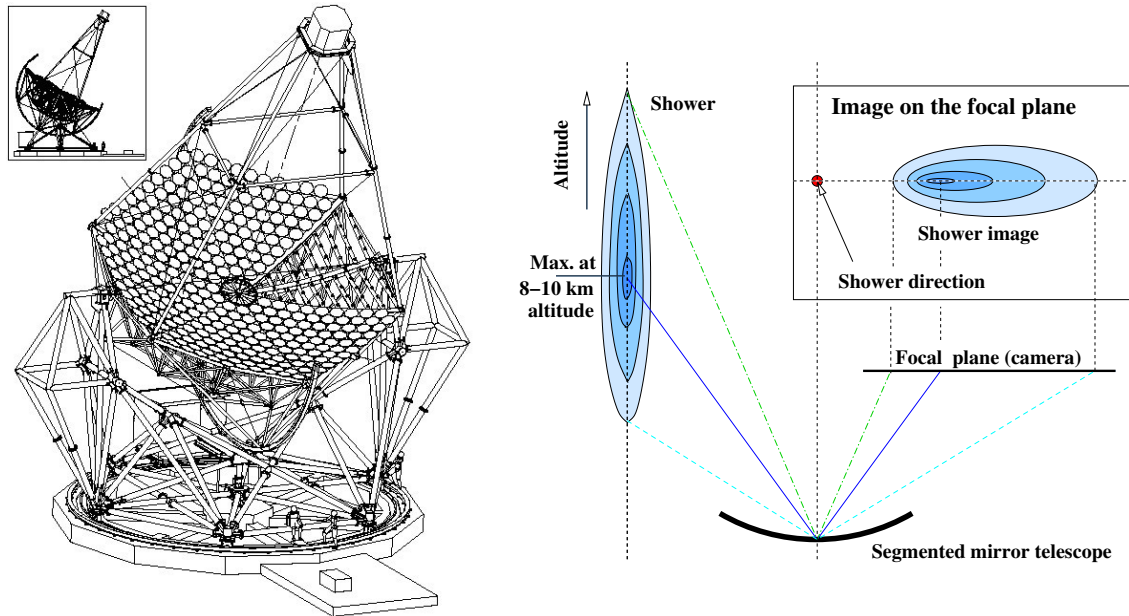 Shower
Altitude
Max. at
8–10 km
altitude
Image on the focal plane
Shower image
Shower direction
Focal plane (camera)
Segmented mirror telescope